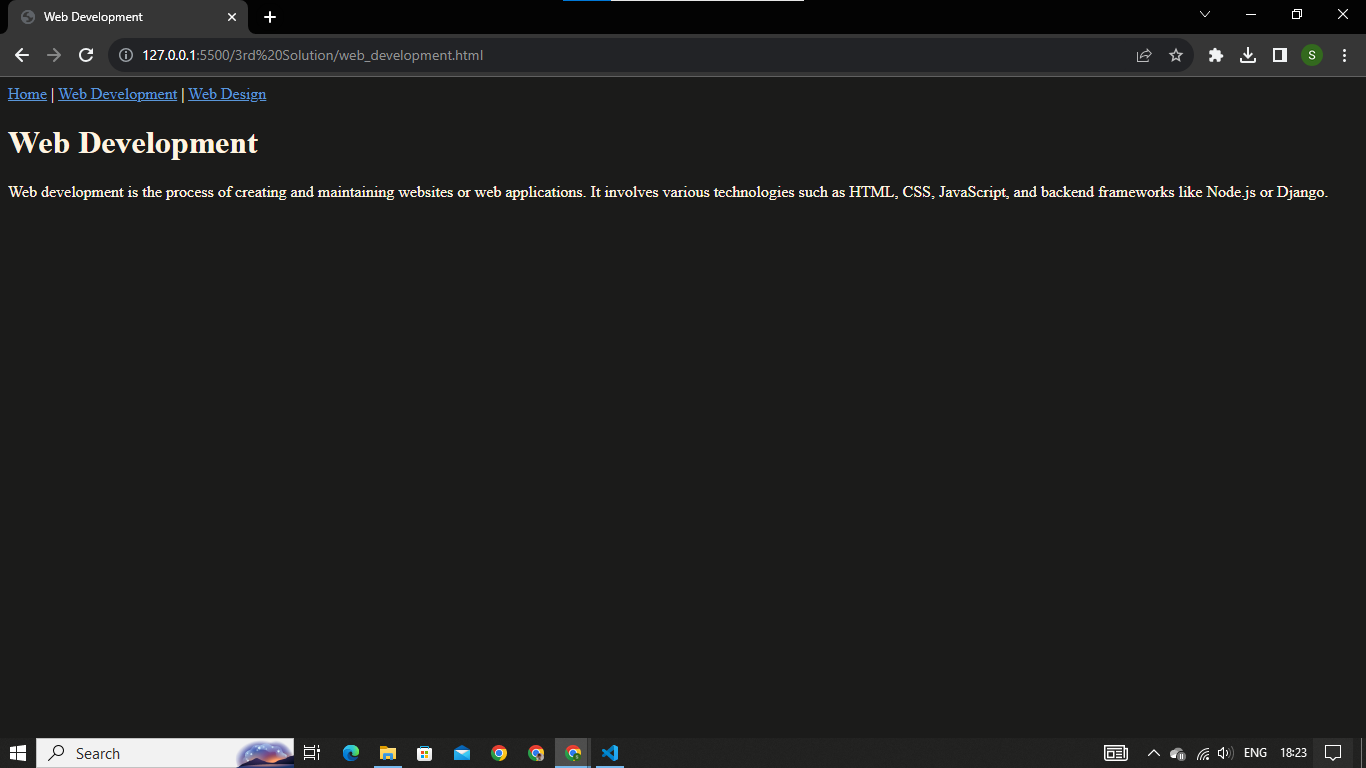 Web Development
127.0.0.1:5500/3rd%20Solution/web_development.html
S
Home | Web Development | Web Design
Web Development
Web development is the process of creating and maintaining websites or web applications. It involves various technologies such as HTML, CSS, JavaScript, and backend frameworks like Node.js or Django.
Search
ENG 18:23